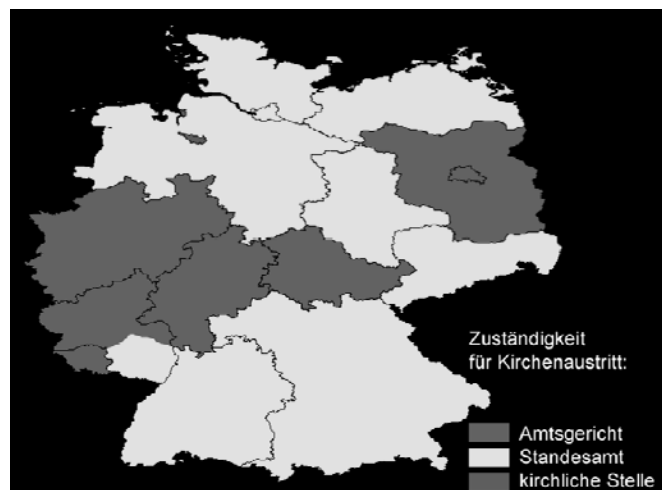 Zuständigkeit
für Kirchenaustritt:
Amtsgericht
Standesamt
kirchliche Stelle